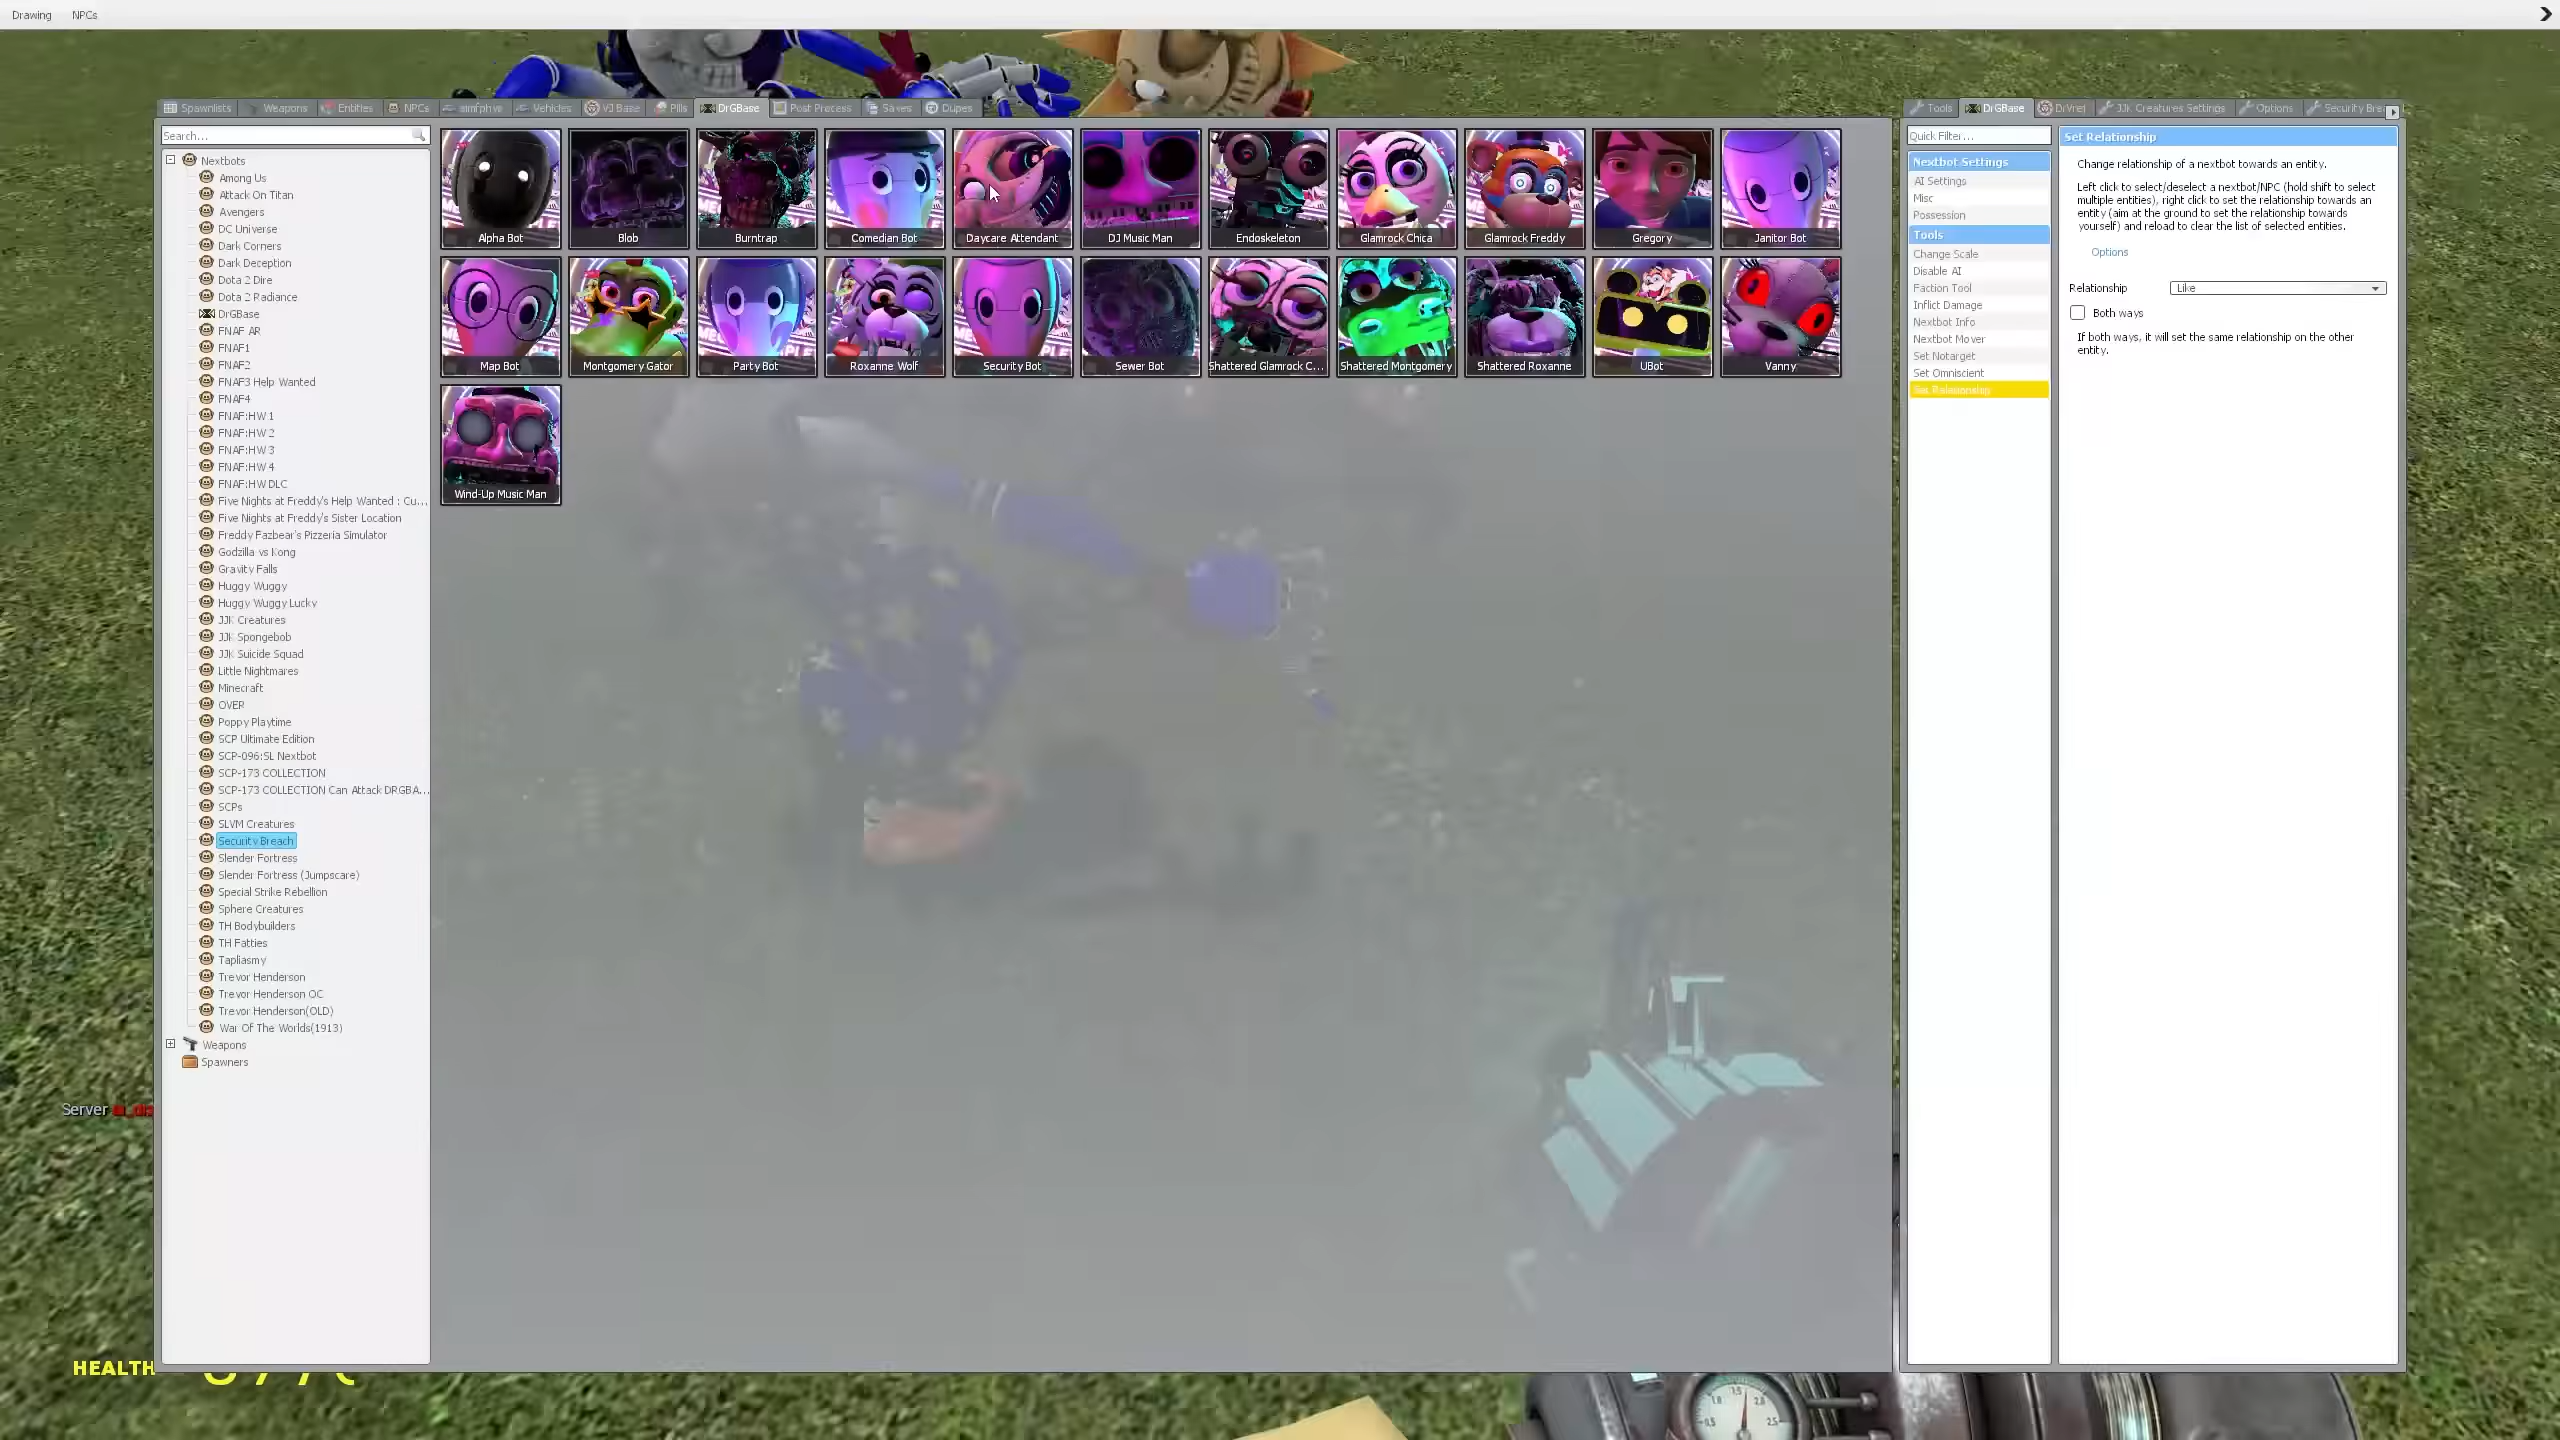 Drawing NPCs
Spawnlists Weapons Entities NPCs simfphys Vehicles VJ Base Pills DrGBase Post Process Saves Dupes
Search...
Nextbots
Among Us
Attack On Titan
Avengers
DC Universe
Dark Corners
Dark Deception
Dota 2 Dire
Dota 2 Radiance
DrGBase
FNAF AR
FNAF1
FNAF2
FNAF3 Help Wanted
FNAF4
FNAF:HW 1
FNAF:HW 2
FNAF:HW 3
FNAF:HW 4
FNAF:HW DLC
Five Nights at Freddy's Help Wanted : Cu...
Five Nights at Freddy's Sister Location
Freddy Fazbear's Pizzeria Simulator
Godzilla vs Kong
Gravity Falls
Huggy Wuggy
Huggy Wuggy Lucky
JJK Creatures
JJK Spongebob
JJK Suicide Squad
Little Nightmares
Minecraft
OVER
Poppy Playtime
SCP Ultimate Edition
SCP-096:SL Nextbot
SCP-173 COLLECTION
SCP-173 COLLECTION Can Attack DRGBA...
SCPs
SLVM Creatures
Security Breach
Slender Fortress
Slender Fortress (Jumpscare)
Special Strike Rebellion
Sphere Creatures
TH Bodybuilders
TH Fatties
Tapliasmy
Trevor Henderson
Trevor Henderson OC
Trevor Henderson(OLD)
War Of The Worlds(1913)
Weapons
Spawners
Alpha Bot Blob Burntrap Comedian Bot Daycare Attendant DJ Music Man Endoskeleton Glamrock Chica Glamrock Freddy Gregory Janitor Bot
Map Bot Montgomery Gator Party Bot Roxanne Wolf Security Bot Sewer Bot Shattered Glamrock C... Shattered Montgomery Shattered Roxanne UBot Vanny
Wind-Up Music Man
Tools DrGBase DrVrej JJK Creatures Settings Options Security Brea
Quick Filter...
Nextbot Settings
AI Settings
Misc
Possession
Tools
Change Scale
Disable AI
Faction Tool
Inflict Damage
Nextbot Info
Nextbot Mover
Set Notarget
Set Omniscient
Set Relationship
Set Relationship
Change relationship of a nextbot towards an entity.
Left click to select/deselect a nextbot/NPC (hold shift to select
multiple entities), right click to set the relationship towards an
entity (aim at the ground to set the relationship towards
yourself) and reload to clear the list of selected entities.
Options
Relationship Like
Both ways
If both ways, it will set the same relationship on the other
entity.
Server
HEALTH